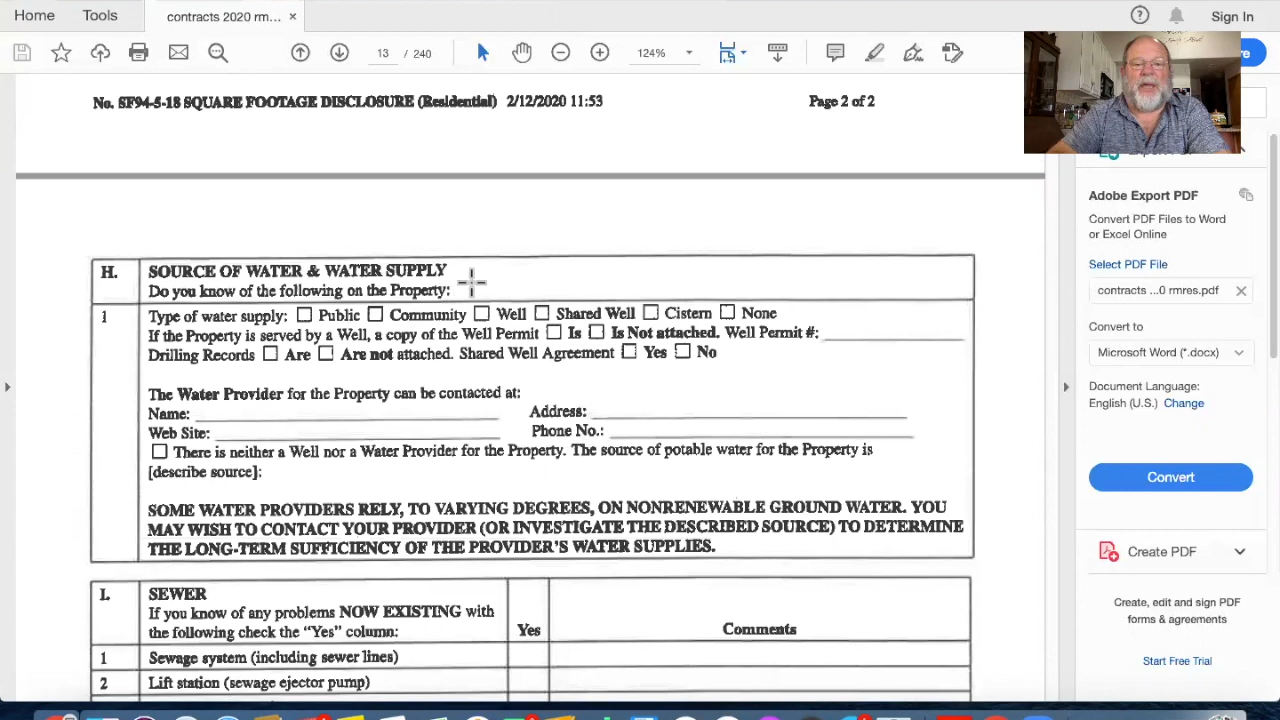 Home Tools contracts 2020 rm... × Sign In
13 / 240 124%
No. SF94-5-18 SQUARE FOOTAGE DISCLOSURE (Residential) 2/12/2020 11:53 Page 2 of 2
H. SOURCE OF WATER & WATER SUPPLY
Do you know of the following on the Property:
1 Type of water supply: Public Community Well Shared Well Cistern None
If the Property is served by a Well, a copy of the Well Permit Is Is Not attached. Well Permit #:
Drilling Records Are Are not attached. Shared Well Agreement Yes No
The Water Provider for the Property can be contacted at:
Name: Address:
Web Site: Phone No.:
There is neither a Well nor a Water Provider for the Property. The source of potable water for the Property is
[describe source]:
SOME WATER PROVIDERS RELY, TO VARYING DEGREES, ON NONRENEWABLE GROUND WATER. YOU
MAY WISH TO CONTACT YOUR PROVIDER (OR INVESTIGATE THE DESCRIBED SOURCE) TO DETERMINE
THE LONG-TERM SUFFICIENCY OF THE PROVIDER'S WATER SUPPLIES.
I. SEWER
If you know of any problems NOW EXISTING with
the following check the "Yes" column: Yes Comments
1 Sewage system (including sewer lines)
2 Lift station (sewage ejector pump)
Adobe Export PDF
Convert PDF Files to Word
or Excel Online
Select PDF File
contracts ...0 rmres.pdf
Convert to
Microsoft Word (*.docx)
Document Language:
English (U.S.) Change
Convert
Create PDF
Create, edit and sign PDF
forms & agreements
Start Free Trial